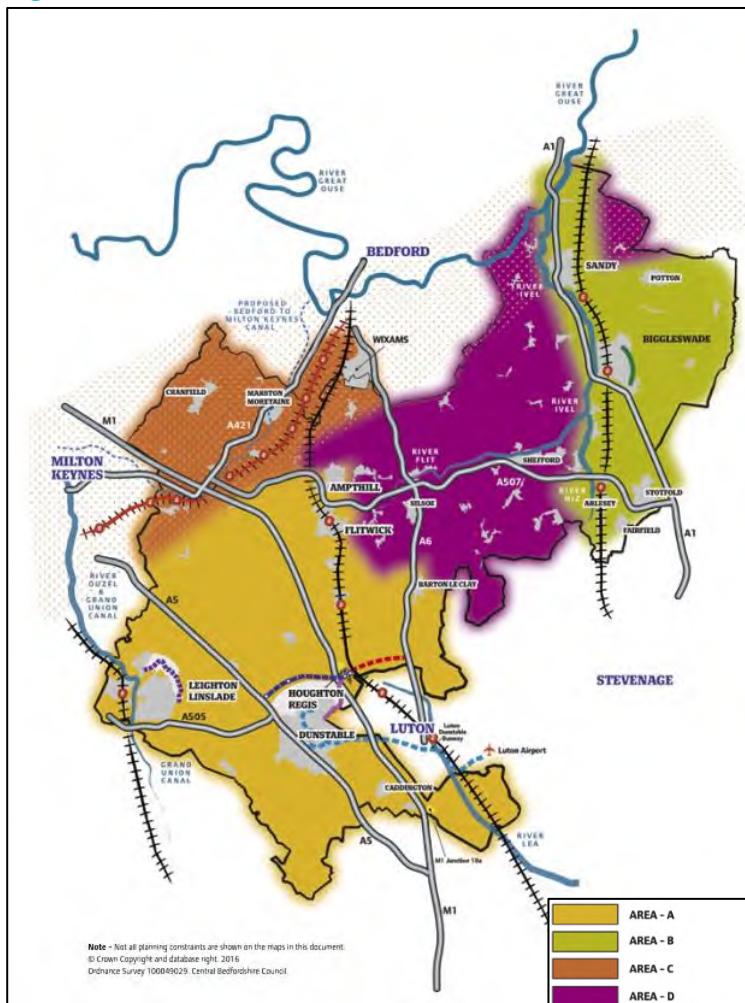 RIVER
GREAT
OUSE
A1
RIVER
GREAT
OUSE
BEDFORD
SANDY
POTTON
RIVER
IVEL
PROPOSED
BEDFORD TO
MILTON KEYNES
CANAL
WIXAMS
BIGGLESWADE
CRANFIELD
MARSTON
MORETAINE
M1
A421
RIVER
IVEL
MILTON
KEYNES
RIVER
FLIT
SHEFFORD
AMPTHILL
A507
STOTFOLD
SILSOE
RIVER
HIZ
ARLESEY
FLITWICK
FAIRFIELD
A6
A1
RIVER
OUZEL &
GRAND
UNION
CANAL
A5
BARTON LE CLAY
STEVENAGE
LEIGHTON
LINSLADE
HOUGHTON
REGIS
A505
LUTON
Luton
Dunstable
Busway
DUNSTABLE
Luton Airport
GRAND
UNION
CANAL
CADDINGTON
RIVER
LEA
A5
M1 Junction 10a
M1
AREA - A
AREA - B
AREA - C
AREA - D
Note - Not all planning constraints are shown on the maps in this document.
© Crown Copyright and database right. 2016
Ordnance Survey 100049029. Central Bedfordshire Council